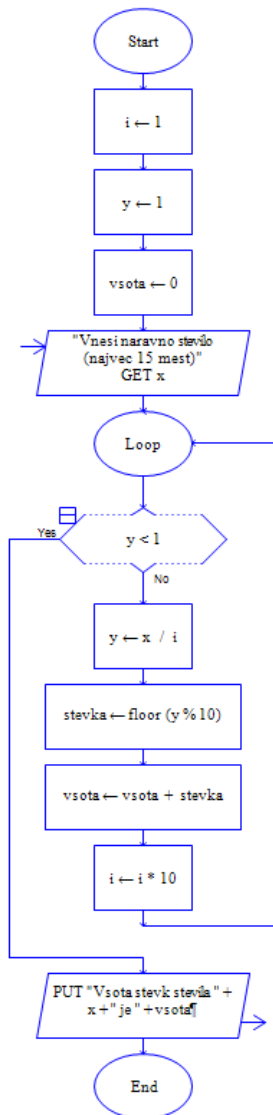 Start
i ← 1
y ← 1
vsota ← 0
"Vnesi naravno stevilo
(najvec 15 mest)"
GET x
Loop
Yes
y < 1
No
y ← x / i
stevka ← floor (y % 10)
vsota ← vsota + stevka
i ← i * 10
PUT "Vsota stevk stevila " +
x +" je " +vsota¶
End